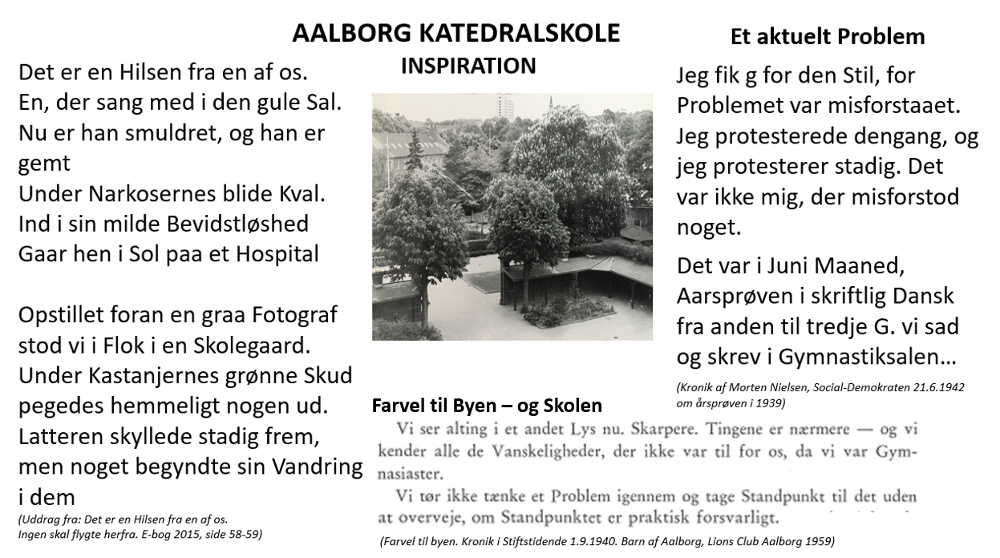 AALBORG KATEDRALSKOLE
INSPIRATION
Det er en Hilsen fra en af os.
En, der sang med i den gule Sal.
Nu er han smuldret, og han er
gemt
Under Narkosernes blide Kval.
Ind i sin milde Bevidstløshed
Gaar hen i Sol paa et Hospital
Opstillet foran en graa Fotograf
stod vi i Flok i en Skolegaard.
Under Kastanjernes grønne Skud
pegedes hemmeligt nogen ud.
Latteren skyllede stadig frem,
men noget begyndte sin Vandring
i dem
(Uddrag fra: Det er en Hilsen fra en af os.
Ingen skal flygte herfra. E-bog 2015, side 58-59)
Farvel til Byen – og Skolen
Vi ser alting i et andet Lys nu. Skarpere. Tingene er nærmere — og vi
kender alle de Vanskeligheder, der ikke var til for os, da vi var Gym-
nasiaster.
Vi tør ikke tænke et Problem igennem og tage Standpunkt til det uden
at overveje, om Standpunktet er praktisk forsvarligt.
(Farvel til byen. Kronik i Stiftstidende 1.9.1940. Barn af Aalborg, Lions Club Aalborg 1959)
Et aktuelt Problem
Jeg fik g for den Stil, for
Problemet var misforstaaet.
Jeg protesterede dengang, og
jeg protesterer stadig. Det
var ikke mig, der misforstod
noget.
Det var i Juni Maaned,
Aarsprøven i skriftlig Dansk
fra anden til tredje G. vi sad
og skrev i Gymnastiksalen…
(Kronik af Morten Nielsen, Social-Demokraten 21.6.1942
om årsprøven i 1939)